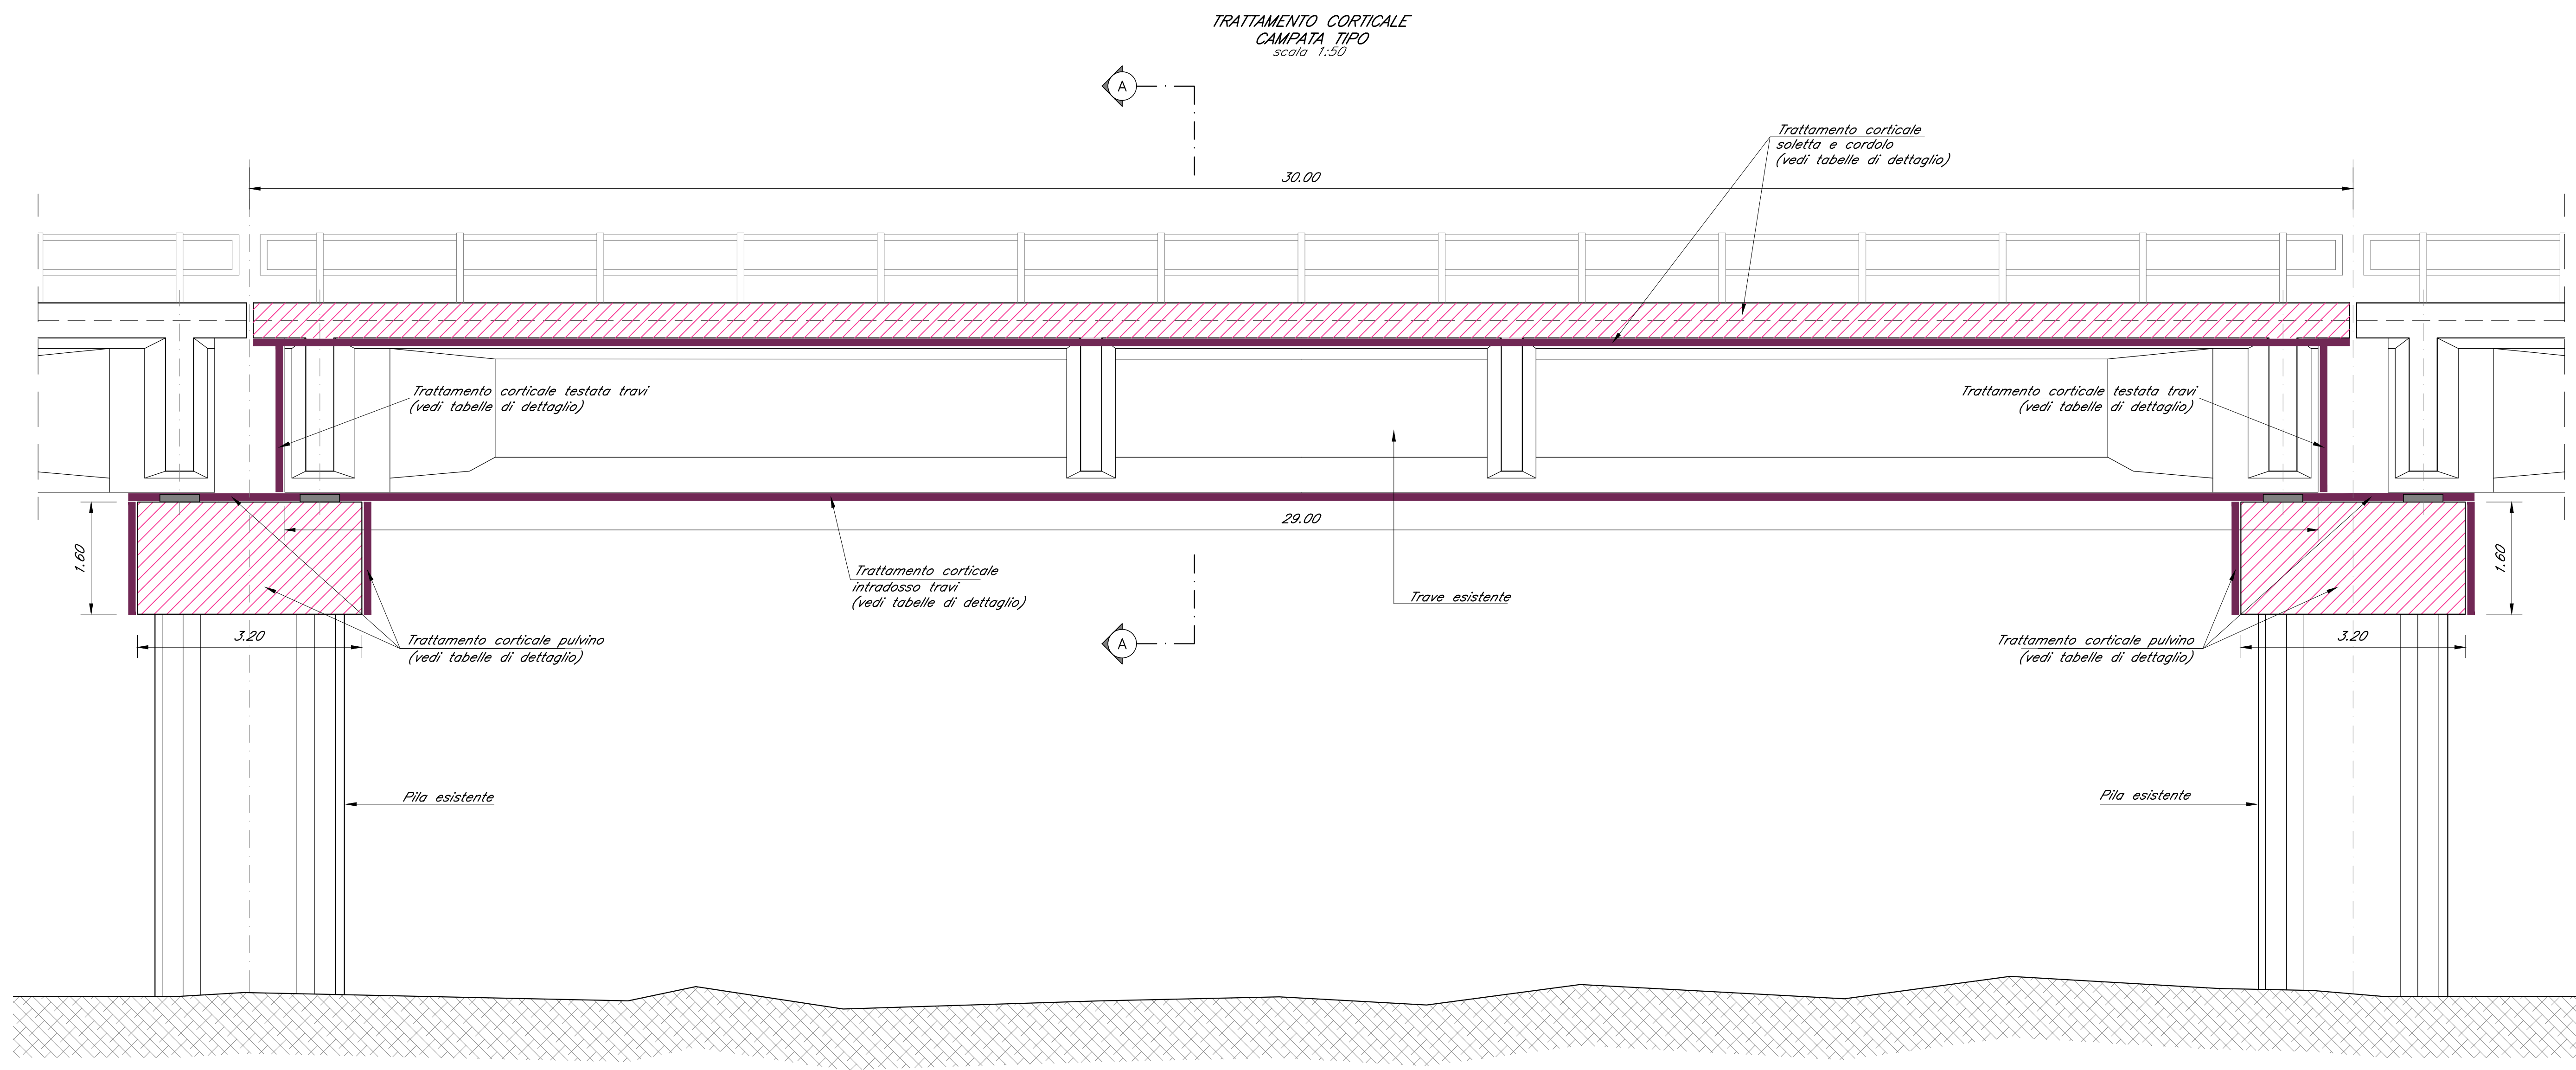 TRATTAMENTO CORTICALE
CAMPATA TIPO
scala 1:50
A
Trattamento corticale
soletta e cordolo
(vedi tabelle di dettaglio)
30.00
Trattamento corticale testata travi
(vedi tabelle di dettaglio)
Trattamento corticale testata travi
(vedi tabelle di dettaglio)
29.00
1.60
1.60
Trattamento corticale
intradosso travi
(vedi tabelle di dettaglio)
Trave esistente
3.20
Trattamento corticale pulvino
(vedi tabelle di dettaglio)
A
Trattamento corticale pulvino
(vedi tabelle di dettaglio)
3.20
Pila esistente
Pila esistente